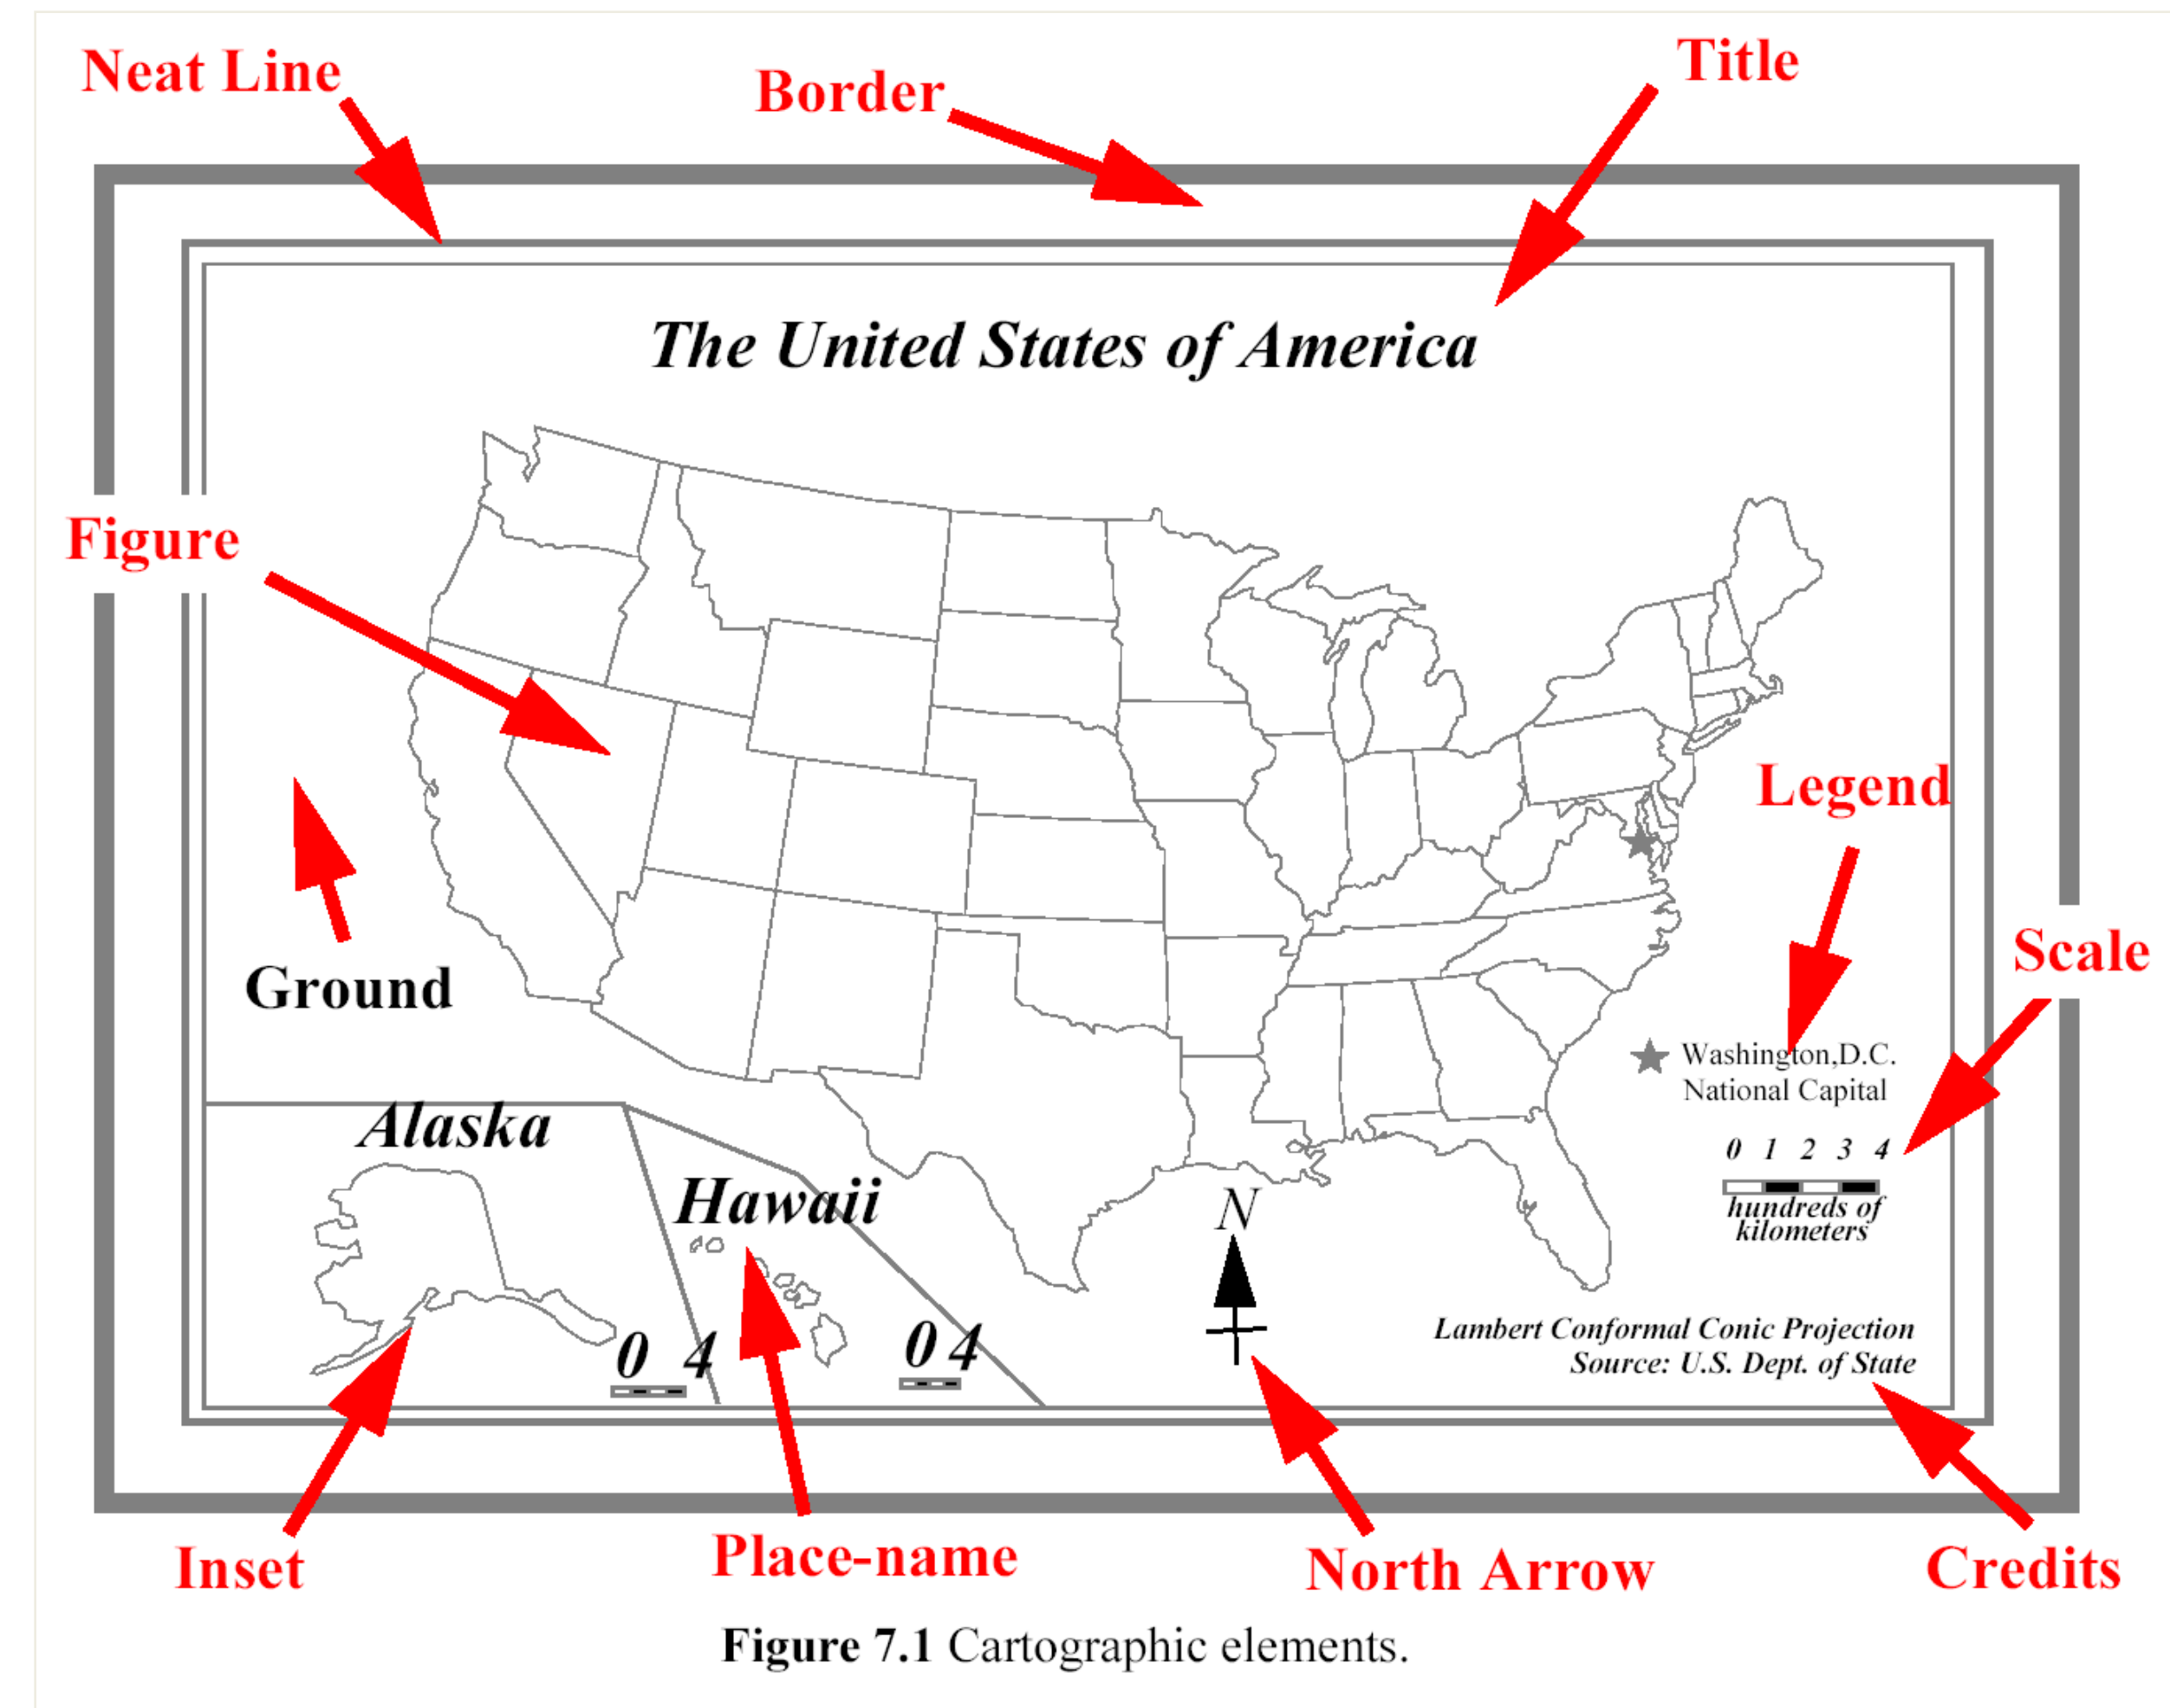 Neat Line
Border
Title
The United States of America
Figure
Legend
Scale
Ground
Washington,D.C.
National Capital
Alaska
0 1 2 3 4
hundreds of
kilometers
Hawaii
N
0 4
0 4
Lambert Conformal Conic Projection
Source: U.S. Dept. of State
Inset
Place-name
North Arrow
Credits
Figure 7.1 Cartographic elements.